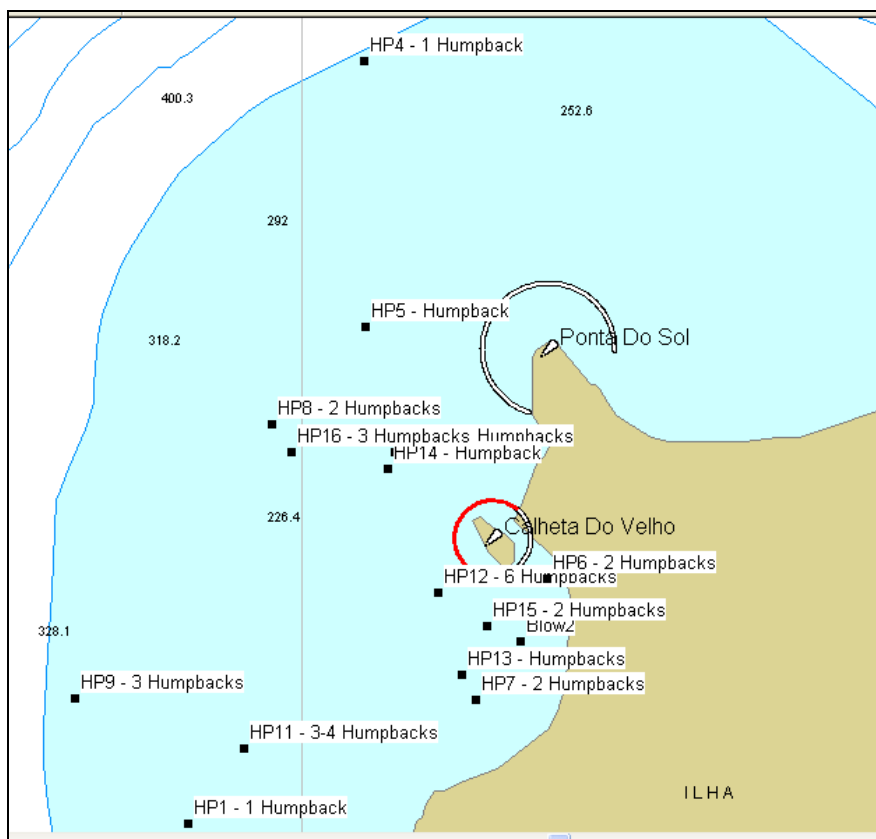 HP4 - 1 Humpback
400.3
252.6
292
HP5 - Humpback
Ponta Do Sol
318.2
HP8 - 2 Humpbacks
HP16 - 3 Humpbacks
Humpbacks
HP14 - Humpback
226.4
Calheta Do Velho
HP6 - 2 Humpbacks
HP12 - 6 Humpbacks
HP15 - 2 Humpbacks
Blow2
328.1
HP13 - Humpbacks
HP9 - 3 Humpbacks
HP7 - 2 Humpbacks
HP11 - 3-4 Humpbacks
ILHA
HP1 - 1 Humpback